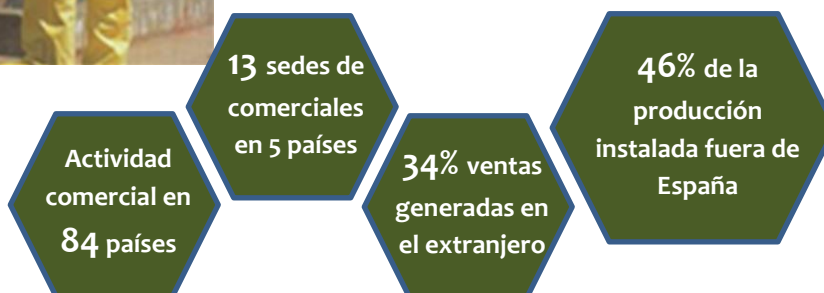 Actividad
comercial en
84 países
13 sedes de
comerciales
en 5 países
34% ventas
generadas en
el extranjero
46% de la
producción
instalada fuera de
España